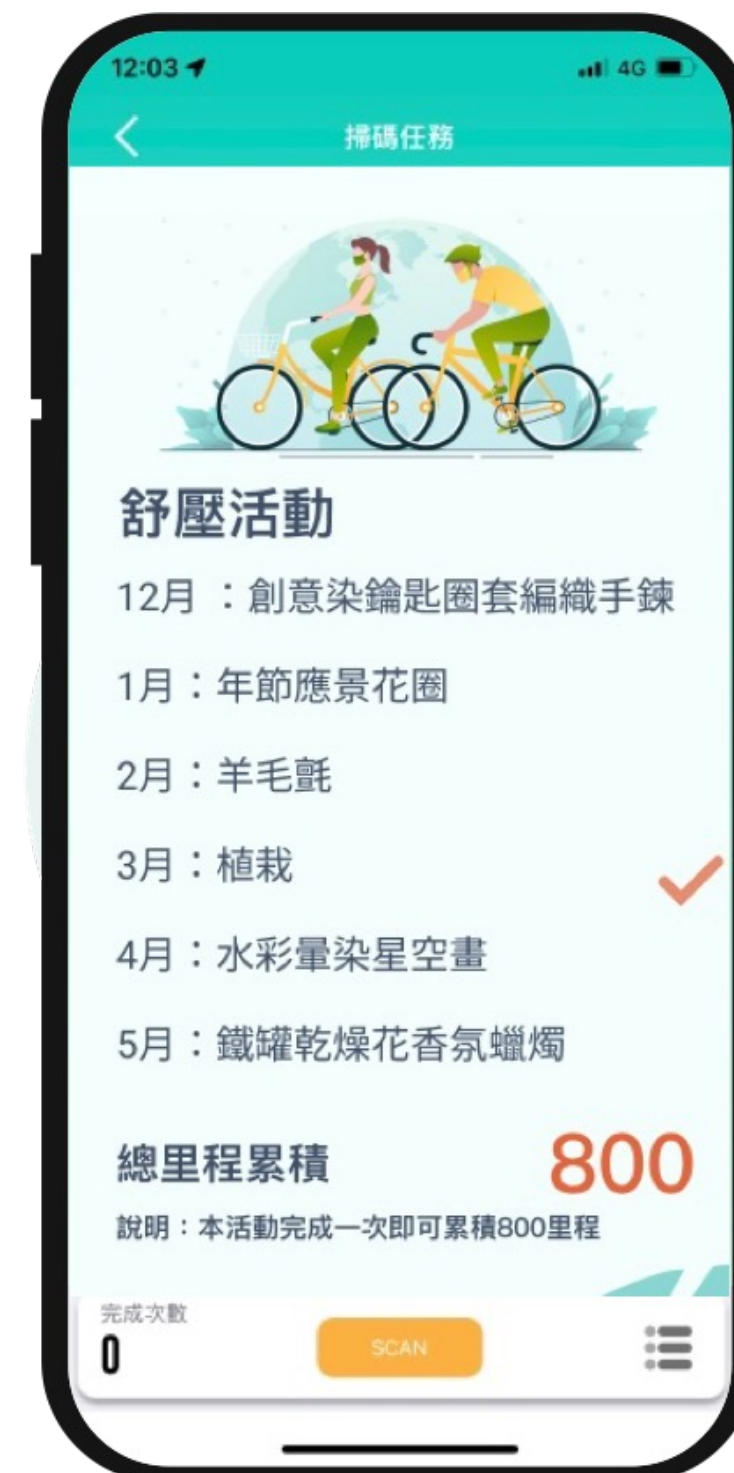 12:03
4G
掃碼任務
舒壓活動
12月 ：創意染鑰匙圈套編織手鍊
1月：年節應景花圈
2月：羊毛氈
3月：植栽
4月：水彩暈染星空畫
5月：鐵罐乾燥花香氛蠟燭
總里程累積 800
說明：本活動完成一次即可累積800里程
完成次數
0
SCAN